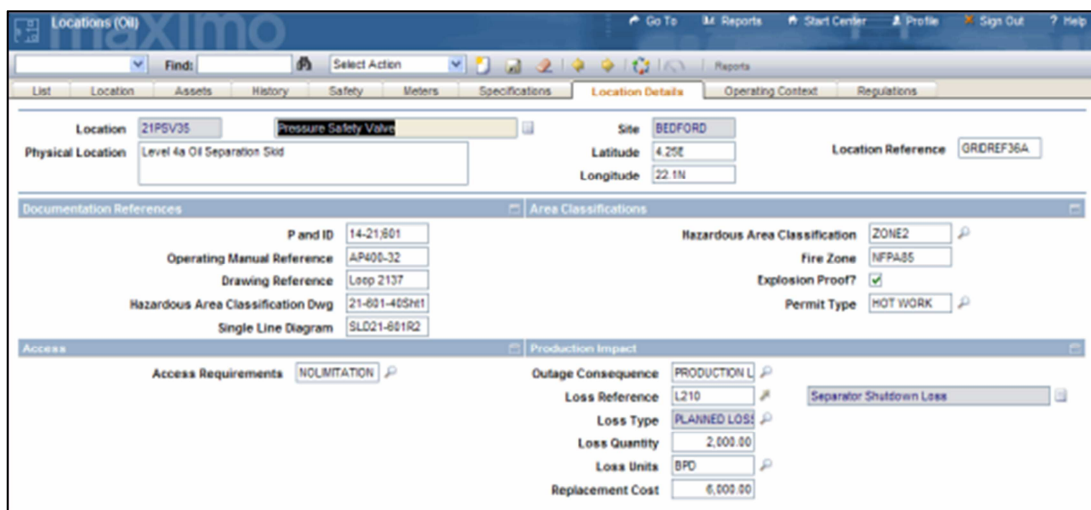 Locations (Oil)
maximo
Go To Reports Start Center Profile Sign Out ? Help
Find: Select Action Reports
List Location Assets History Safety Meters Specifications Location Details Operating Context Regulations
Location 21PSV35 Pressure Safety Valve Site BEDFORD
Physical Location Level 4a Oil Separation Skid Latitude 4.25E Location Reference GRIDREF36A
Longitude 22.1N
Documentation References Area Classifications
P and ID 14-21;601 Hazardous Area Classification ZONE2
Operating Manual Reference AP400-32 Fire Zone NFPA85
Drawing Reference Loop 2137 Explosion Proof?
Hazardous Area Classification Dwg 21-601-40Sht1 Permit Type HOT WORK
Single Line Diagram SLD21-601R2
Access Production Impact
Access Requirements NOLIMITATION Outage Consequence PRODUCTION L
Loss Reference L210 Separator Shutdown Loss
Loss Type PLANNED LOSS
Loss Quantity 2,000.00
Loss Units BPD
Replacement Cost 6,000.00